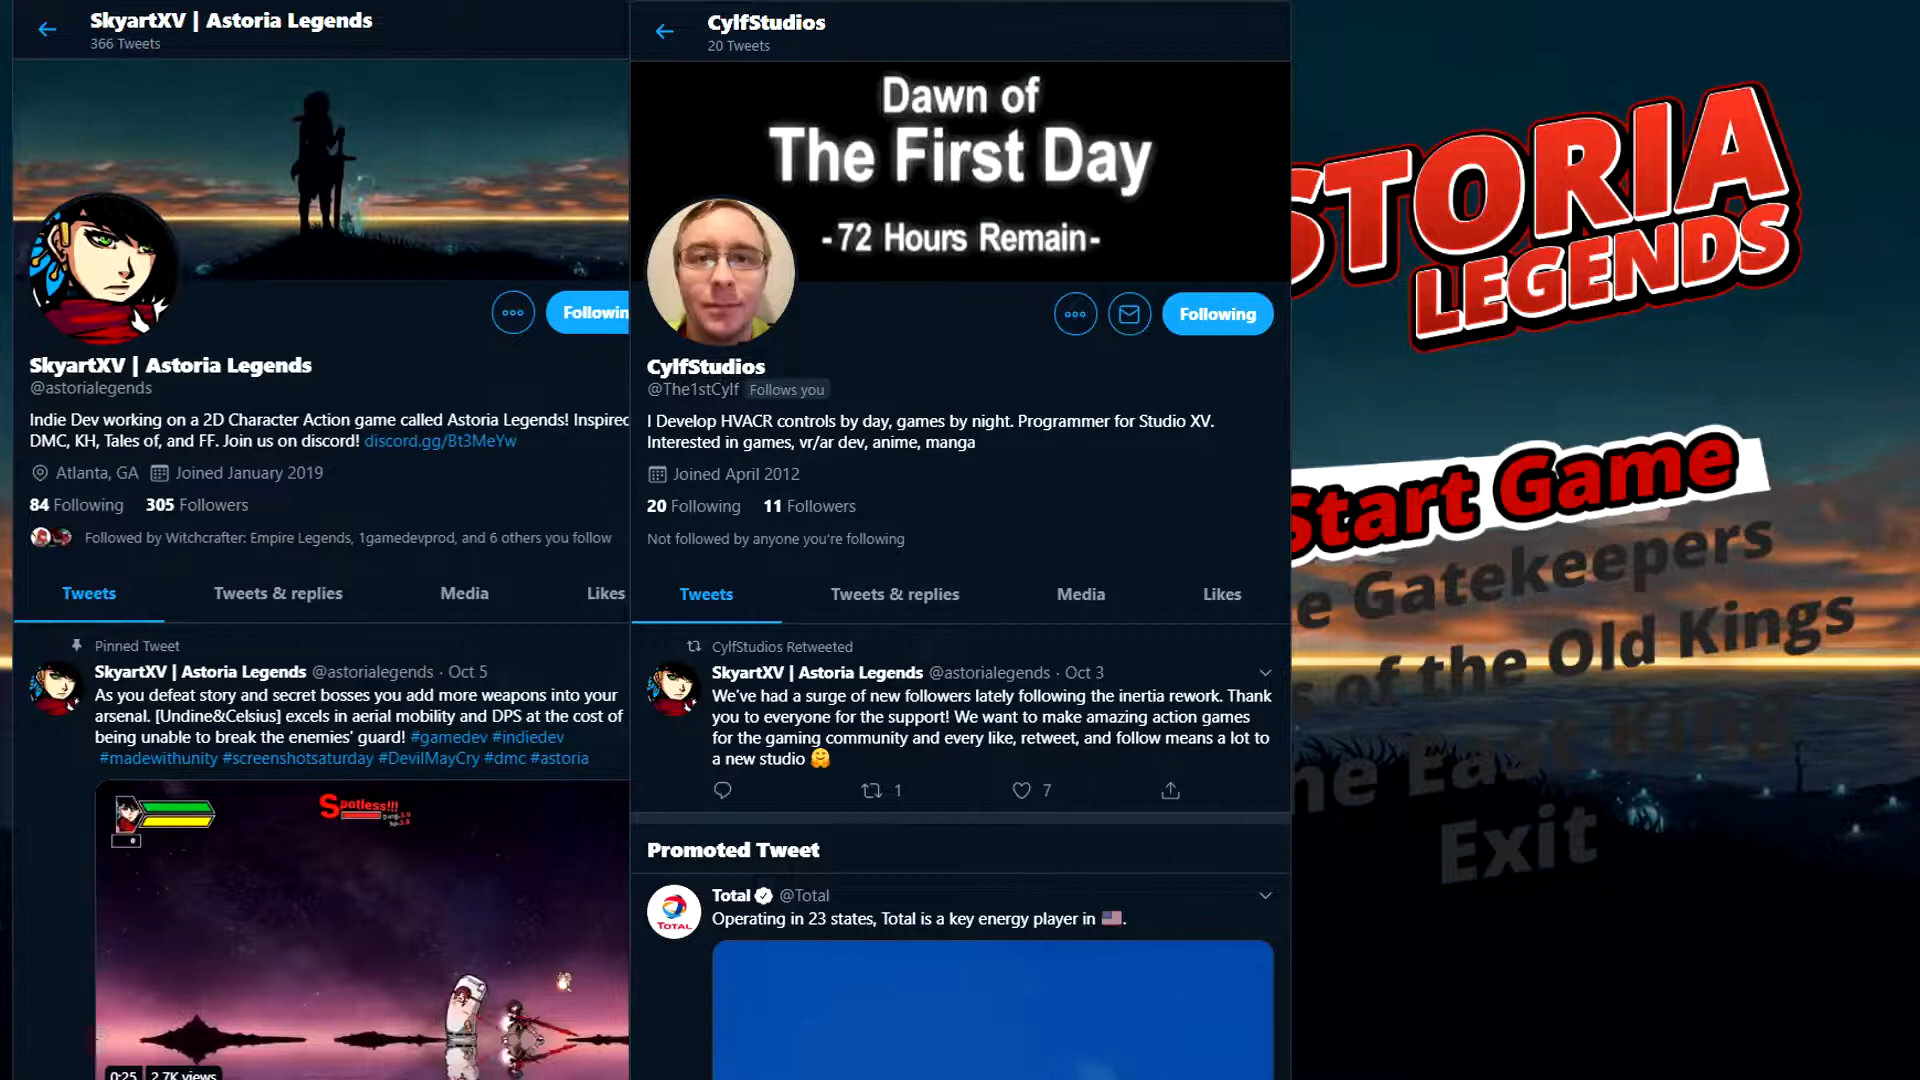 SkyartXV | Astoria Legends
366 Tweets
Following
SkyartXV | Astoria Legends
@astorialegends
Indie Dev working on a 2D Character Action game called Astoria Legends! Inspired
DMC, KH, Tales of, and FF. Join us on discord! discord.gg/Bt3MeYw
Atlanta, GA Joined January 2019
84 Following 305 Followers
Followed by Witchcrafter: Empire Legends, 1gamedevprod, and 6 others you follow
Tweets Tweets & replies Media Likes
Pinned Tweet
SkyartXV | Astoria Legends @astorialegends · Oct 5
As you defeat story and secret bosses you add more weapons into your
arsenal. [Undine&Celsius] excels in aerial mobility and DPS at the cost of
being unable to break the enemies' guard! #gamedev #indiedev
#madewithunity #screenshotsaturday #DevilMayCry #dmc #astoria
Spotless!!!
0:25 2.7K views
CylfStudios
20 Tweets
Dawn of
The First Day
-72 Hours Remain-
Following
CylfStudios
@The1stCylf Follows you
I Develop HVACR controls by day, games by night. Programmer for Studio XV.
Interested in games, vr/ar dev, anime, manga
Joined April 2012
20 Following 11 Followers
Not followed by anyone you're following
Tweets Tweets & replies Media Likes
CylfStudios Retweeted
SkyartXV | Astoria Legends @astorialegends · Oct 3
We've had a surge of new followers lately following the inertia rework. Thank
you to everyone for the support! We want to make amazing action games
for the gaming community and every like, retweet, and follow means a lot to
a new studio 🤗
1 7
Promoted Tweet
Total @Total
Operating in 23 states, Total is a key energy player in 🇺🇸.
TOTAL
STORIA
LEGENDS
Start Game
e Gatekeepers
s of the Old Kings
he East King
Exit